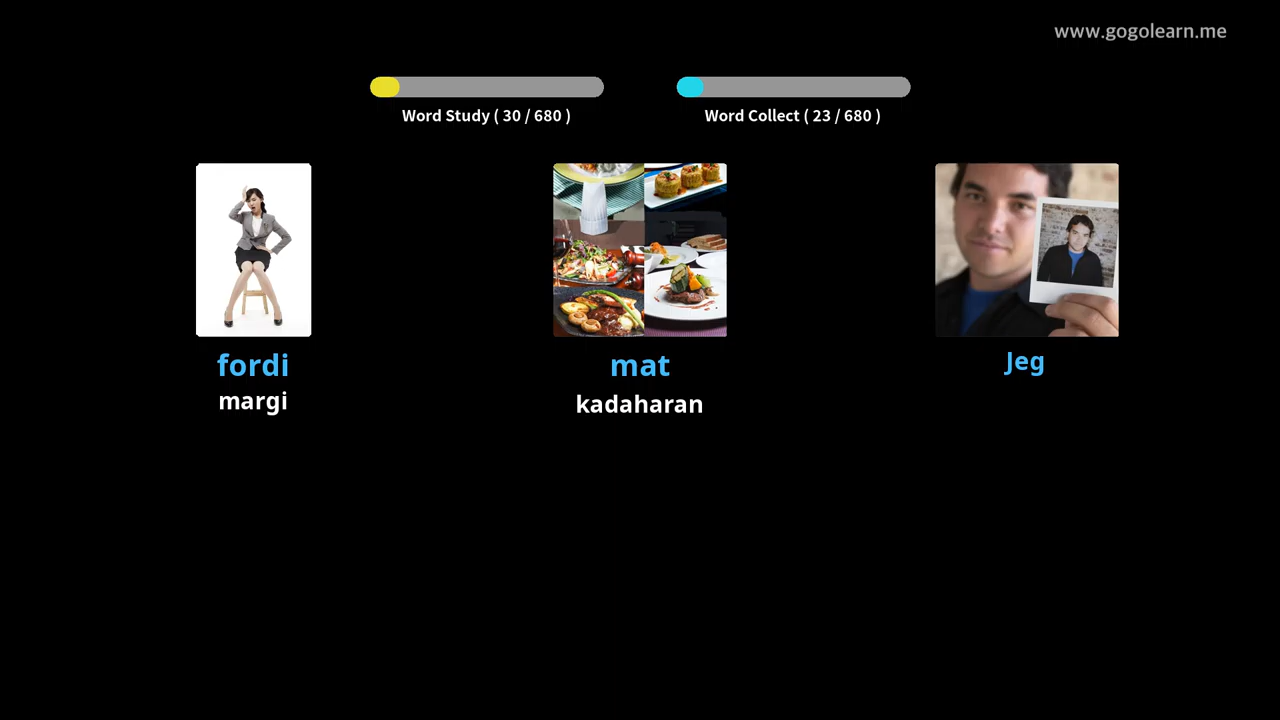 www.gogolearn.me
Word Study ( 30 / 680 )
Word Collect ( 23 / 680 )
fordi
margi
mat
kadaharan
Jeg